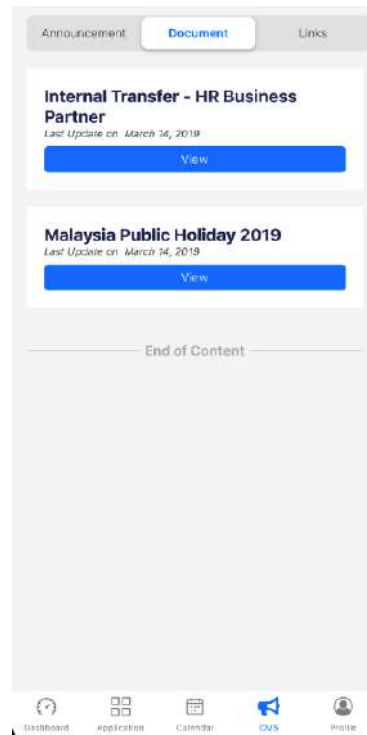 Announcement Document Links
Internal Transfer - HR Business
Partner
Last Update on March 14, 2019
View
Malaysia Public Holiday 2019
Last Update on March 14, 2019
View
End of Content
Dashboard Application Calendar CMS Profile